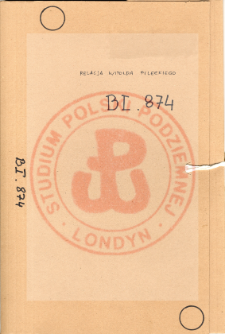 RELACJA WITOLDA PILECKIEGO
BI.874
STUDIUM POLSKI PODZIEMNEJ
• LONDYN •
BI.874